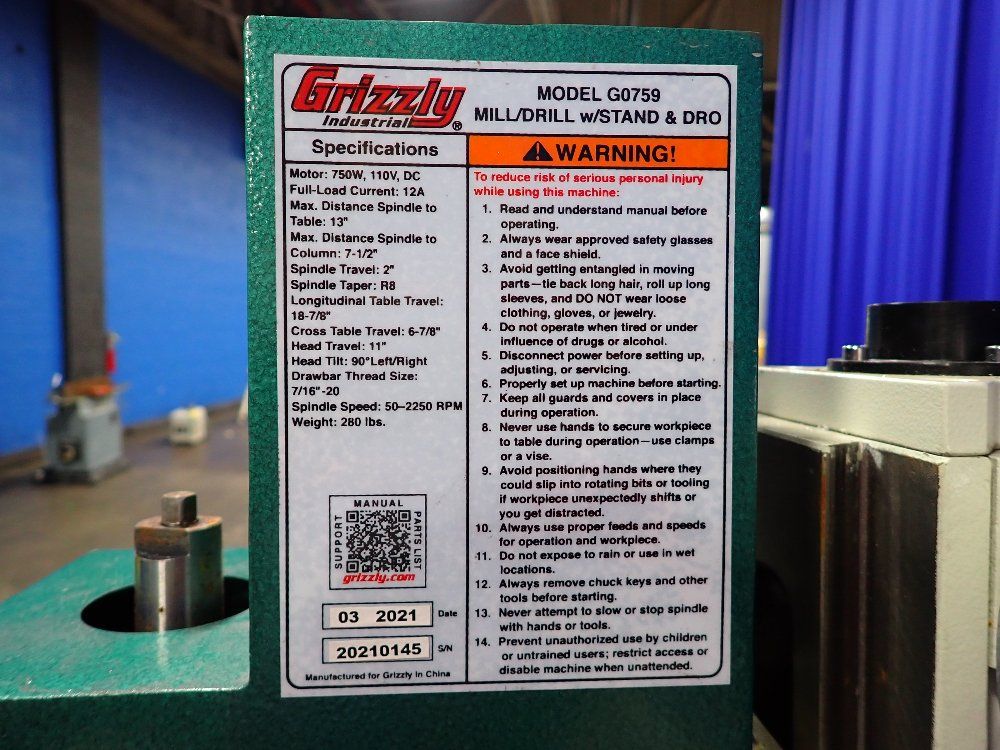 Grizzly
Industrial®
MODEL G0759
MILL/DRILL w/STAND & DRO
Specifications
Motor: 750W, 110V, DC
Full-Load Current: 12A
Max. Distance Spindle to
Table: 13"
Max. Distance Spindle to
Column: 7-1/2"
Spindle Travel: 2"
Spindle Taper: R8
Longitudinal Table Travel:
18-7/8"
Cross Table Travel: 6-7/8"
Head Travel: 11"
Head Tilt: 90°Left/Right
Drawbar Thread Size:
7/16"-20
Spindle Speed: 50–2250 RPM
Weight: 280 lbs.
MANUAL
SUPPORT
PARTS LIST
grizzly.com
03 2021 Date
20210145 S/N
Manufactured for Grizzly in China
WARNING!
To reduce risk of serious personal injury
while using this machine:
1. Read and understand manual before
operating.
2. Always wear approved safety glasses
and a face shield.
3. Avoid getting entangled in moving
parts—tie back long hair, roll up long
sleeves, and DO NOT wear loose
clothing, gloves, or jewelry.
4. Do not operate when tired or under
influence of drugs or alcohol.
5. Disconnect power before setting up,
adjusting, or servicing.
6. Properly set up machine before starting.
7. Keep all guards and covers in place
during operation.
8. Never use hands to secure workpiece
to table during operation—use clamps
or a vise.
9. Avoid positioning hands where they
could slip into rotating bits or tooling
if workpiece unexpectedly shifts or
you get distracted.
10. Always use proper feeds and speeds
for operation and workpiece.
11. Do not expose to rain or use in wet
locations.
12. Always remove chuck keys and other
tools before starting.
13. Never attempt to slow or stop spindle
with hands or tools.
14. Prevent unauthorized use by children
or untrained users; restrict access or
disable machine when unattended.